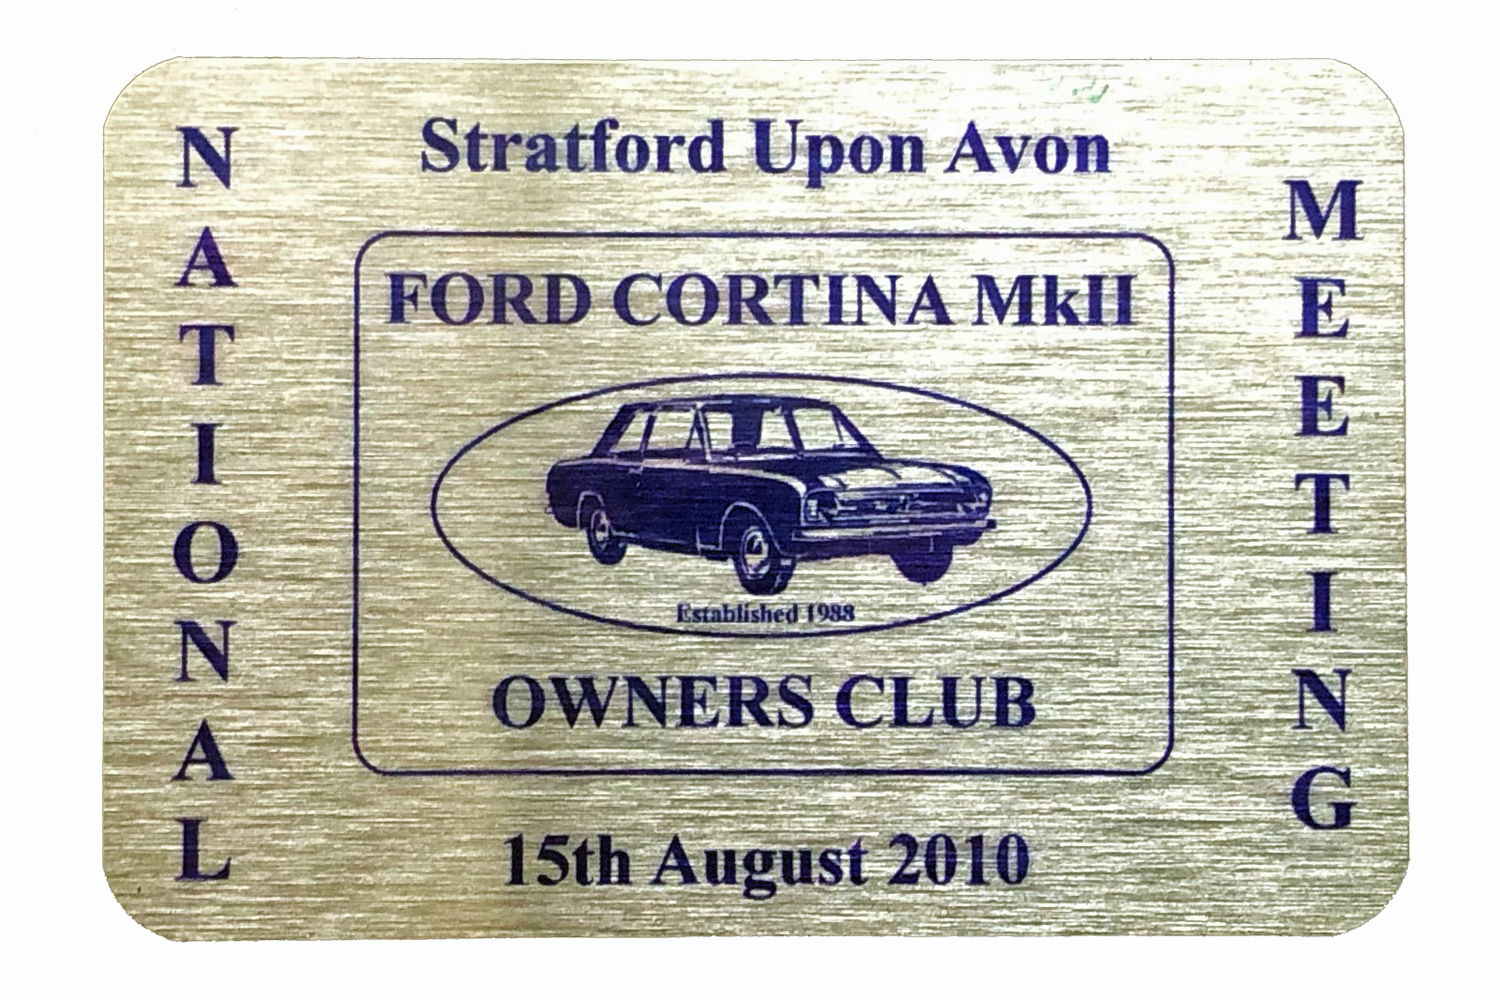 Stratford Upon Avon
NATIONAL
FORD CORTINA MkII
Established 1988
OWNERS CLUB
MEETING
15th August 2010